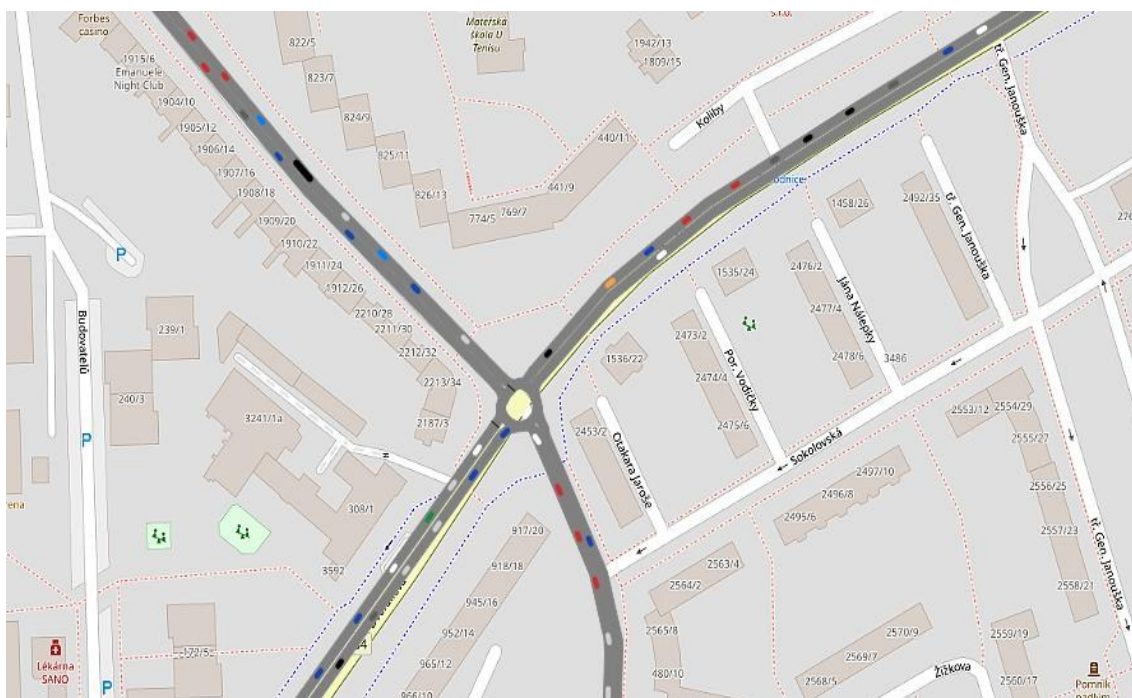 Forbes
casino
1915/6
Emanuele
Night Club
1904/10
1905/12
1906/14
1907/16
1908/18
1909/20
1910/22
1911/24
1912/26
2210/28
2211/30
2212/32
2213/34
2187/3
822/5
823/7
824/9
825/11
826/13
Mateřská
škola U
Tenisu
774/5
769/7
441/9
440/11
1942/13
1809/15
s.r.o.
Koliby
tř. Gen. Janouška
1458/26
2492/35
tř. Gen. Janouška
1535/24
2476/2
2477/4
2478/6
Jána Nálepky
3486
2473/2
2474/4
2475/6
Por. Vodičky
1536/22
2453/2
Otakara Jaroše
Sokolovská
P
239/1
240/3
Budovatelů
P
3241/1a
308/1
3592
917/20
918/18
945/16
952/14
965/12
966/10
Lékárna
SANO
P
2497/10
2496/8
2495/6
2563/4
2564/2
2565/8
480/10
2553/12
2554/29
2555/27
2556/25
2557/23
2558/21
tř. Gen. Janouška
2559/19
2560/17
2570/9
2569/7
2568/5
Žižkova
Pomník